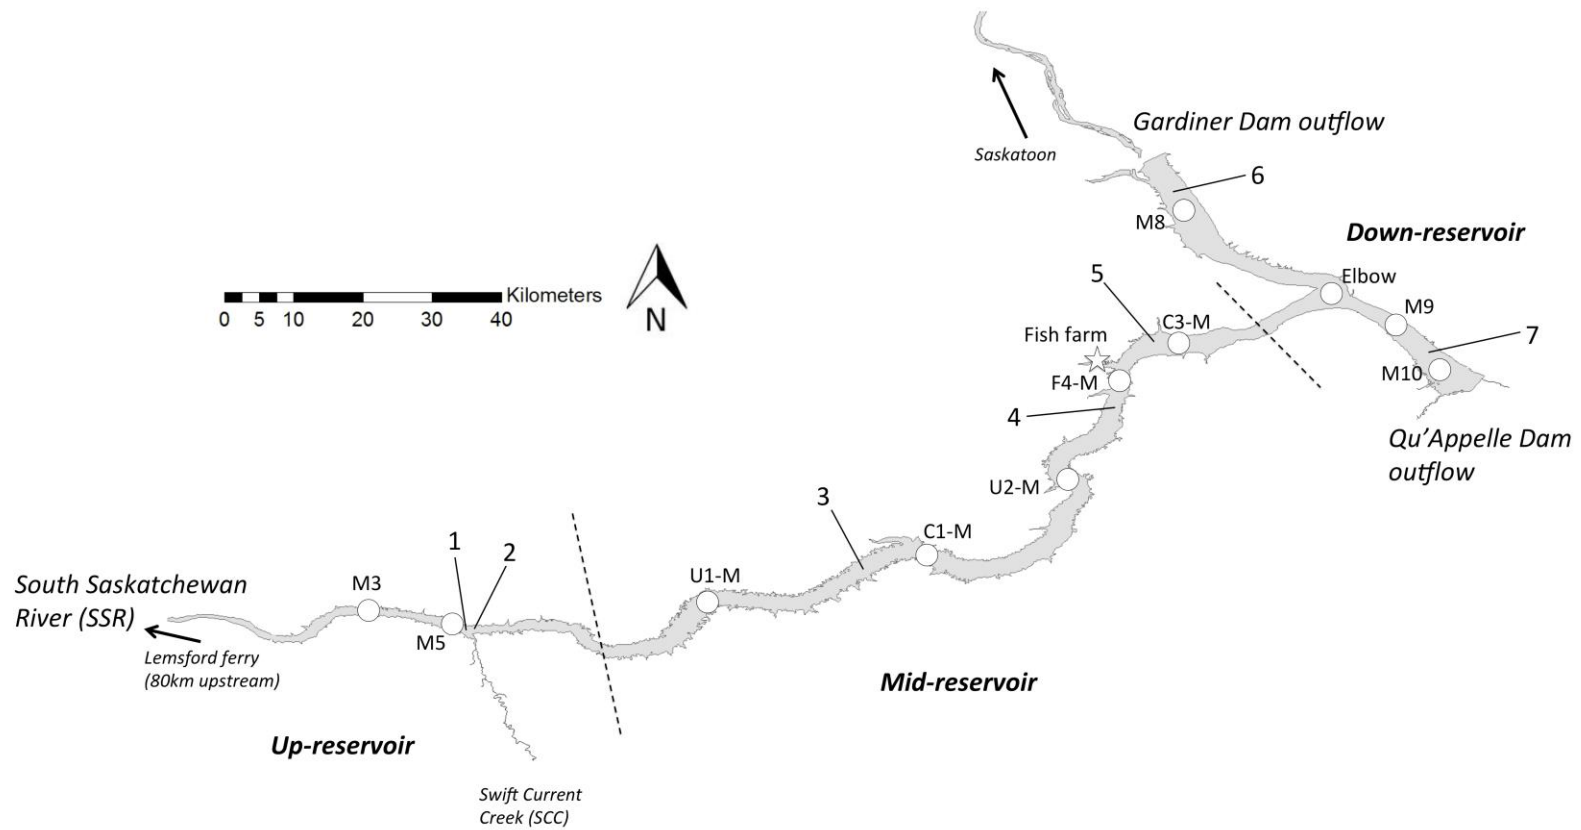 Gardiner Dam outflow
Saskatoon
6
M8
Down-reservoir
5
Elbow
Kilometers
0 5 10 20 30 40
N
M9
C3-M
Fish farm
7
F4-M
M10
4
Qu’Appelle Dam
outflow
U2-M
3
C1-M
1
2
South Saskatchewan
River (SSR)
M3
U1-M
M5
Lemsford ferry
(80km upstream)
Mid-reservoir
Up-reservoir
Swift Current
Creek (SCC)